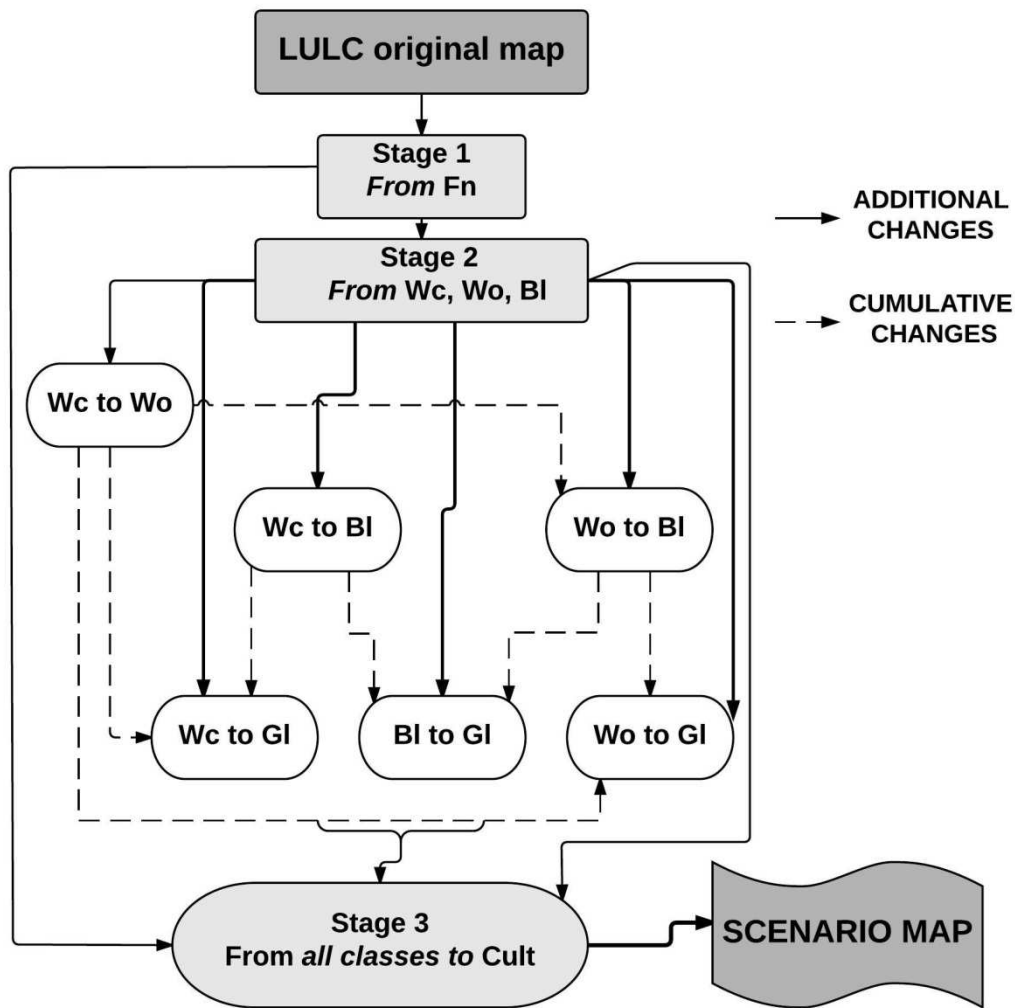 LULC original map
Stage 1
From Fn
ADDITIONAL
CHANGES
Stage 2
From Wc, Wo, Bl
CUMULATIVE
CHANGES
Wc to Wo
Wc to Bl
Wo to Bl
Wc to Gl
Bl to Gl
Wo to Gl
Stage 3
From all classes to Cult
SCENARIO MAP